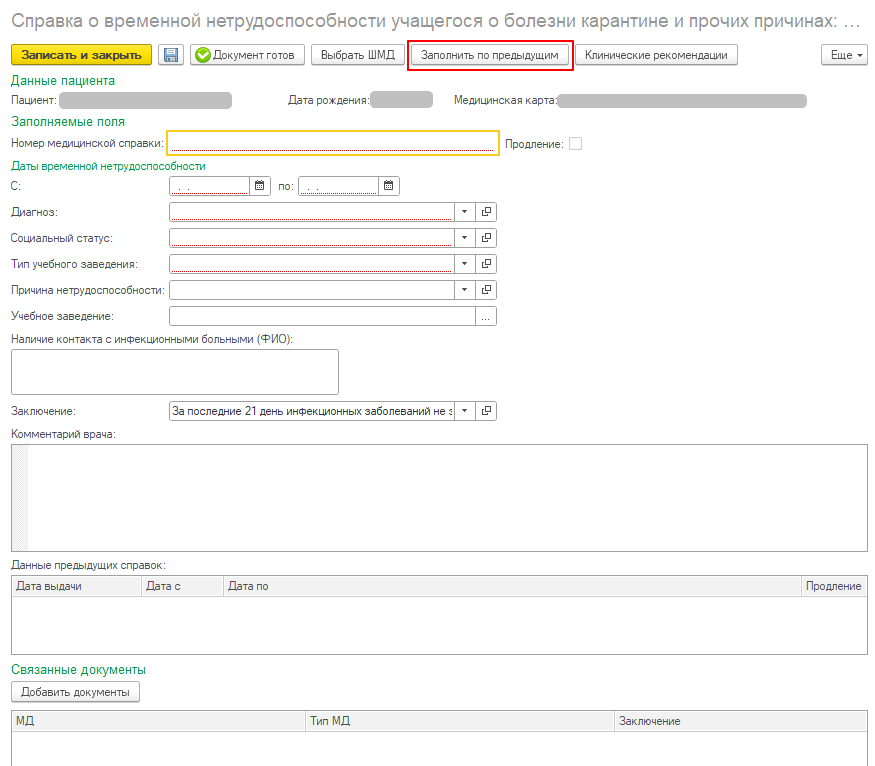 Справка о временной нетрудоспособности учащегося о болезни карантине и прочих причинах: ...
Записать и закрыть Документ готов Выбрать ШМД Заполнить по предыдущим Клинические рекомендации Еще
Данные пациента
Пациент: Дата рождения: Медицинская карта:
Заполняемые поля
Номер медицинской справки: Продление:
Даты временной нетрудоспособности
С: . . по: . .
Диагноз:
Социальный статус:
Тип учебного заведения:
Причина нетрудоспособности:
Учебное заведение: ...
Наличие контакта с инфекционными больными (ФИО):
Заключение: За последние 21 день инфекционных заболеваний не з
Комментарий врача:
Данные предыдущих справок:
Дата выдачи Дата с Дата по Продление
Связанные документы
Добавить документы
МД Тип МД Заключение